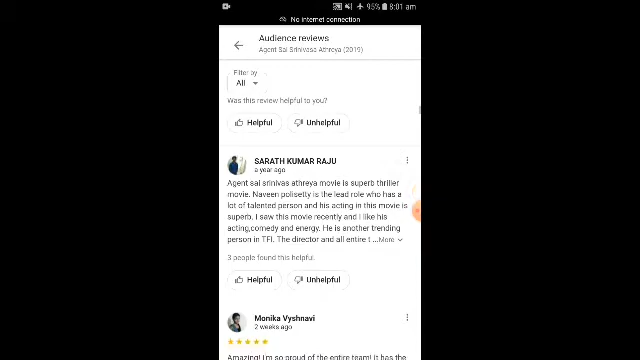 95% 8:01 am
No internet connection
Audience reviews
Agent Sai Srinivasa Athreya (2019)
Filter by
All
Was this review helpful to you?
Helpful Unhelpful
SARATH KUMAR RAJU
a year ago
Agent sai srinivas athreya movie is superb thriller
movie. Naveen polisetty is the lead role who has a
lot of talented person and his acting in this movie is
superb. I saw this movie recently and I like his
acting,comedy and energy. He is another trending
person in TFI. The director and all entire t ...More
3 people found this helpful.
Helpful Unhelpful
Monika Vyshnavi
2 weeks ago
Amazing! i'm so proud of the entire team! is has the